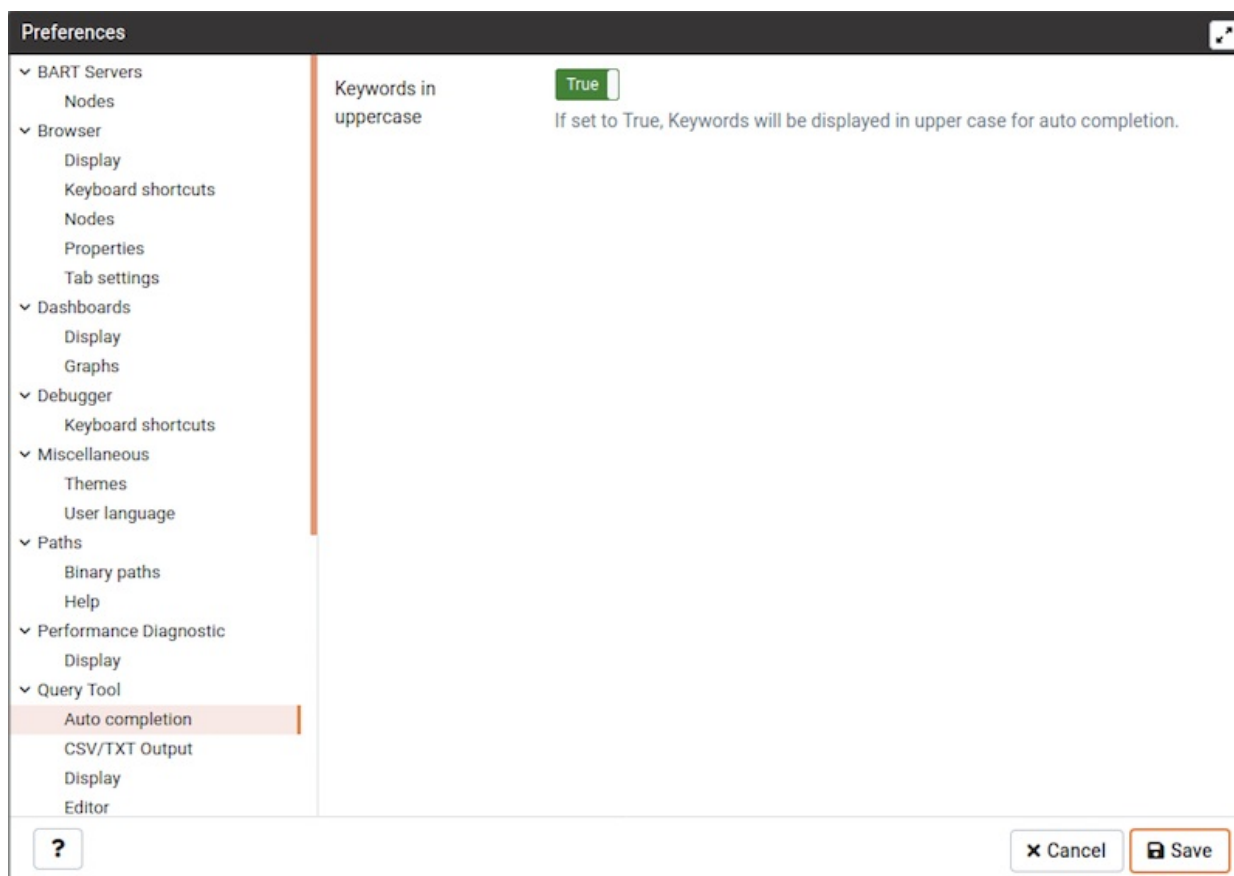 Preferences
BART Servers
Nodes
Browser
Display
Keyboard shortcuts
Nodes
Properties
Tab settings
Dashboards
Display
Graphs
Debugger
Keyboard shortcuts
Miscellaneous
Themes
User language
Paths
Binary paths
Help
Performance Diagnostic
Display
Query Tool
Auto completion
CSV/TXT Output
Display
Editor
Keywords in
uppercase
True
If set to True, Keywords will be displayed in upper case for auto completion.
?
Cancel
Save